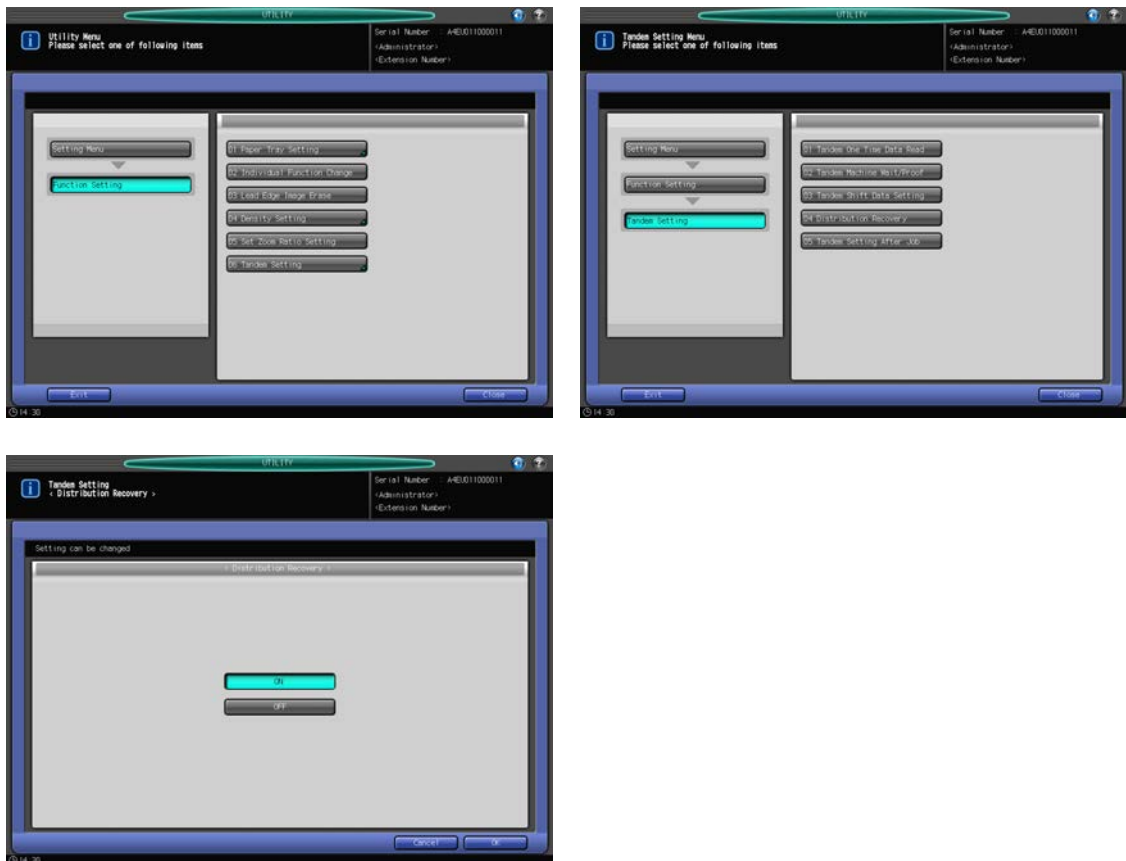 UTILITY
Utility Menu
Please select one of following items
Serial Number : A4EU011000011
<Administrator>
<Extension Number>
Setting Menu
Function Setting
01 Paper Tray Setting
02 Individual Function Change
03 Lead Edge Image Erase
04 Density Setting
05 Set Zoom Ratio Setting
06 Tandem Setting
Exit
Close
14:30
UTILITY
Tandem Setting Menu
Please select one of following items
Serial Number : A4EU011000011
<Administrator>
<Extension Number>
Setting Menu
Function Setting
Tandem Setting
01 Tandem One Time Data Read
02 Tandem Machine Wait/Proof
03 Tandem Shift Data Setting
04 Distribution Recovery
05 Tandem Setting After Job
Exit
Close
14:30
UTILITY
Tandem Setting
< Distribution Recovery >
Serial Number : A4EU011000011
<Administrator>
<Extension Number>
Setting can be changed
< Distribution Recovery >
ON
OFF
Cancel
OK
14:30